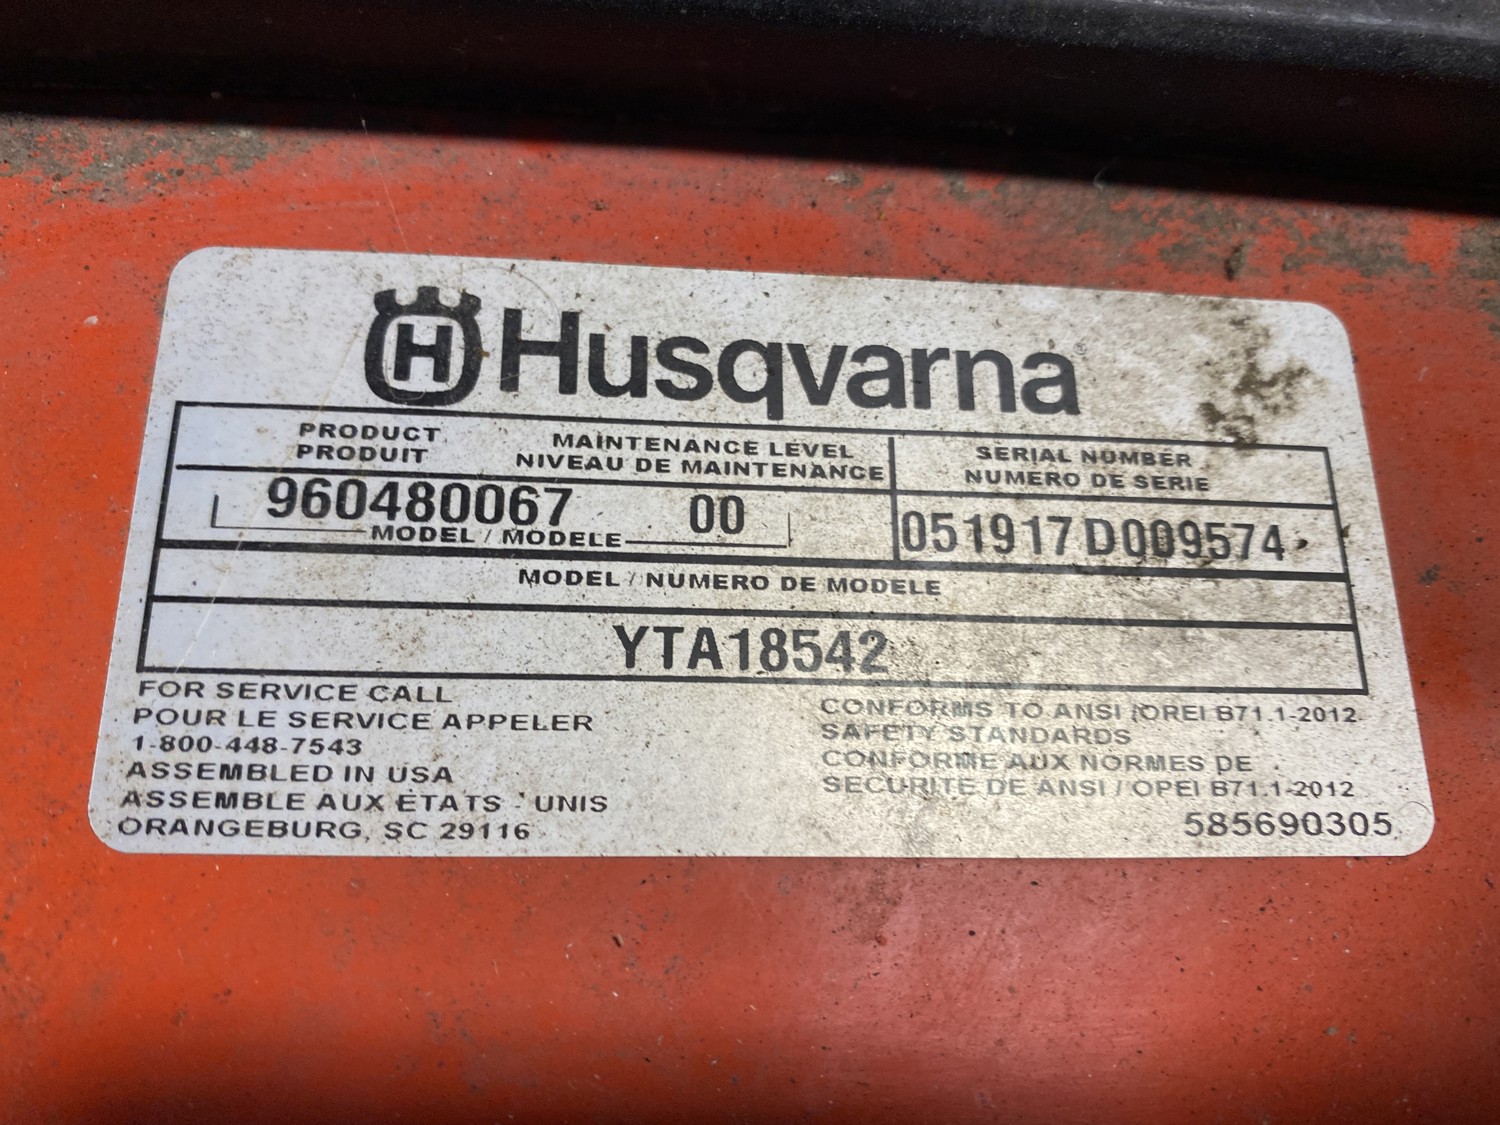 H Husqvarna
PRODUCT
PRODUIT
MAINTENANCE LEVEL
NIVEAU DE MAINTENANCE
SERIAL NUMBER
NUMERO DE SERIE
960480067 00
MODEL / MODELE
051917D009574
MODEL / NUMERO DE MODELE
YTA18542
FOR SERVICE CALL
POUR LE SERVICE APPELER
1-800-448-7543
ASSEMBLED IN USA
ASSEMBLE AUX ETATS - UNIS
ORANGEBURG, SC 29116
CONFORMS TO ANSI /OPEI B71.1-2012
SAFETY STANDARDS
CONFORME AUX NORMES DE
SECURITE DE ANSI / OPEI B71.1-2012
585690305